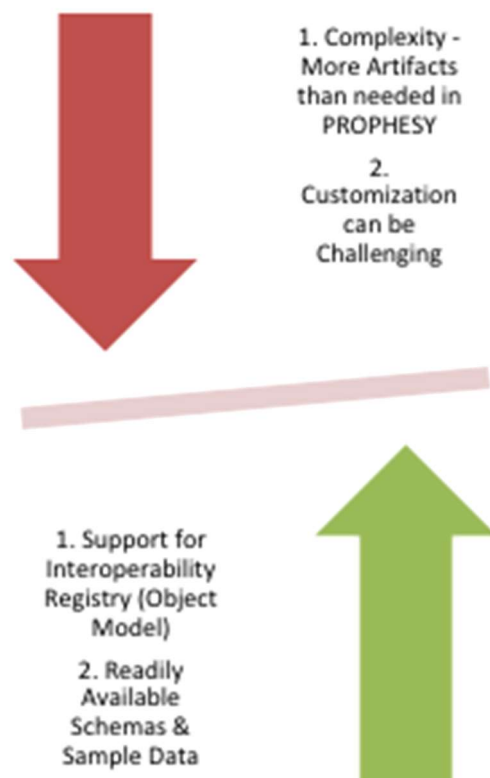 1. Complexity -
More Artifacts
than needed in
PROPHESY
2.
Customization
can be
Challenging
1. Support for
Interoperability
Registry (Object
Model)
2. Readily
Available
Schemas &
Sample Data